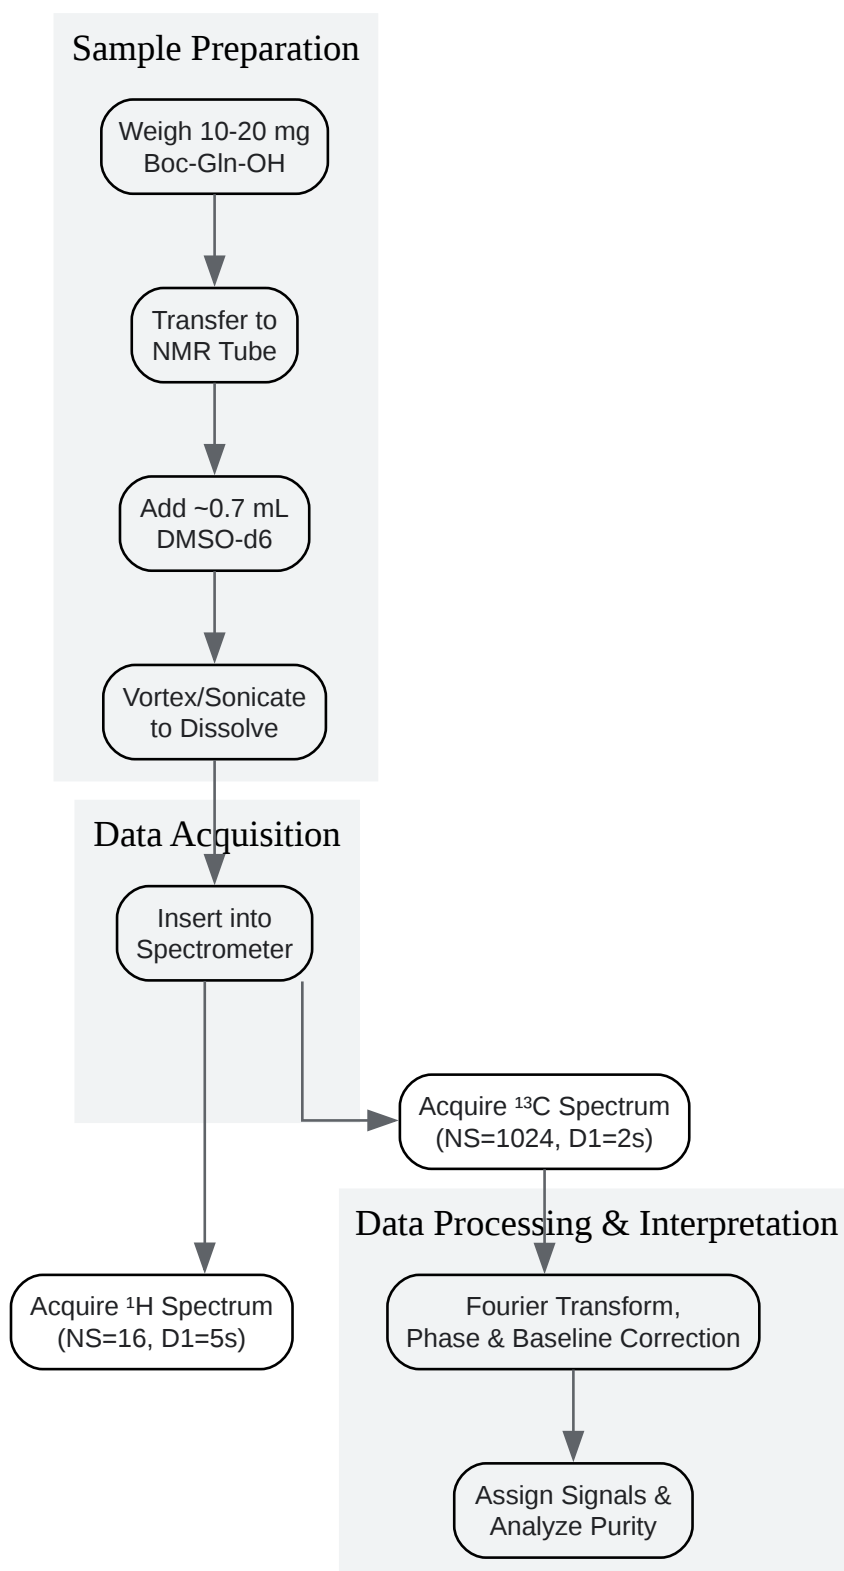 Sample Preparation
Weigh 10-20 mg
Boc-Gln-OH
Transfer to
NMR Tube
Add ~0.7 mL
DMSO-d6
Vortex/Sonicate
to Dissolve
Data Acquisition
Insert into
Spectrometer
Acquire ¹³C Spectrum
(NS=1024, D1=2s)
Data Processing & Interpretation
Acquire ¹H Spectrum
(NS=16, D1=5s)
Fourier Transform,
Phase & Baseline Correction
Assign Signals &
Analyze Purity